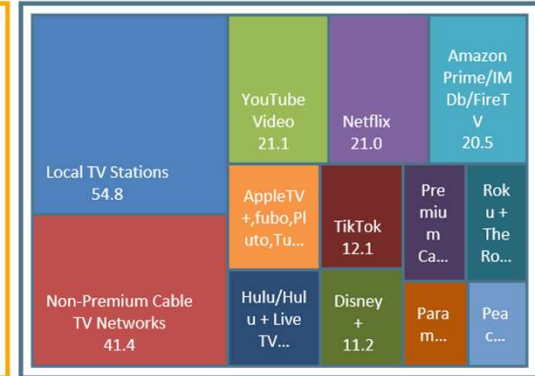 Local TV Stations
54.8
Non-Premium Cable
TV Networks
41.4
YouTube
Video
21.1
Netflix
21.0
Amazon
Prime/IM
Db/FireT
V
20.5
AppleTV
+,fubo,Pl
uto,Tu...
TikTok
12.1
Pre
miu
m
Ca...
Rok
u +
The
Ro...
Hulu/Hul
u + Live
TV...
Disney
+
11.2
Para
m...
Pea
c...